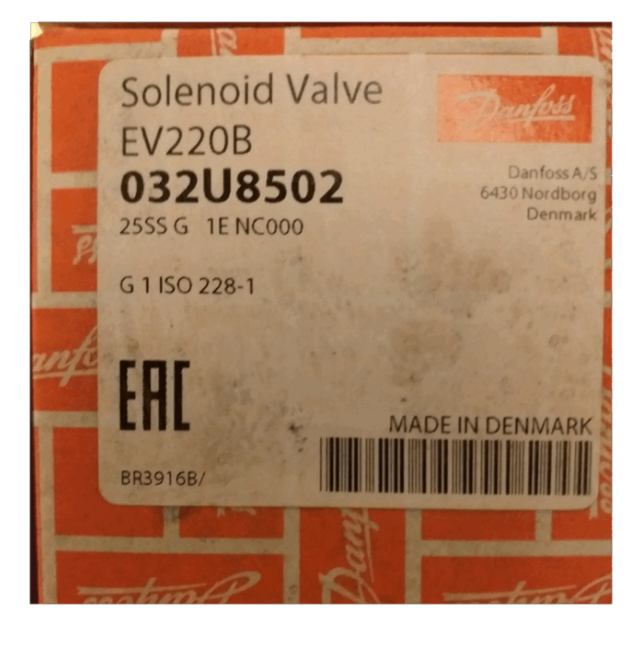 Solenoid Valve
EV220B
032U8502
25SS G 1E NC000
G 1 ISO 228-1
Danfoss
Danfoss A/S
6430 Nordborg
Denmark
EAC
MADE IN DENMARK
BR3916B/
Danfoss